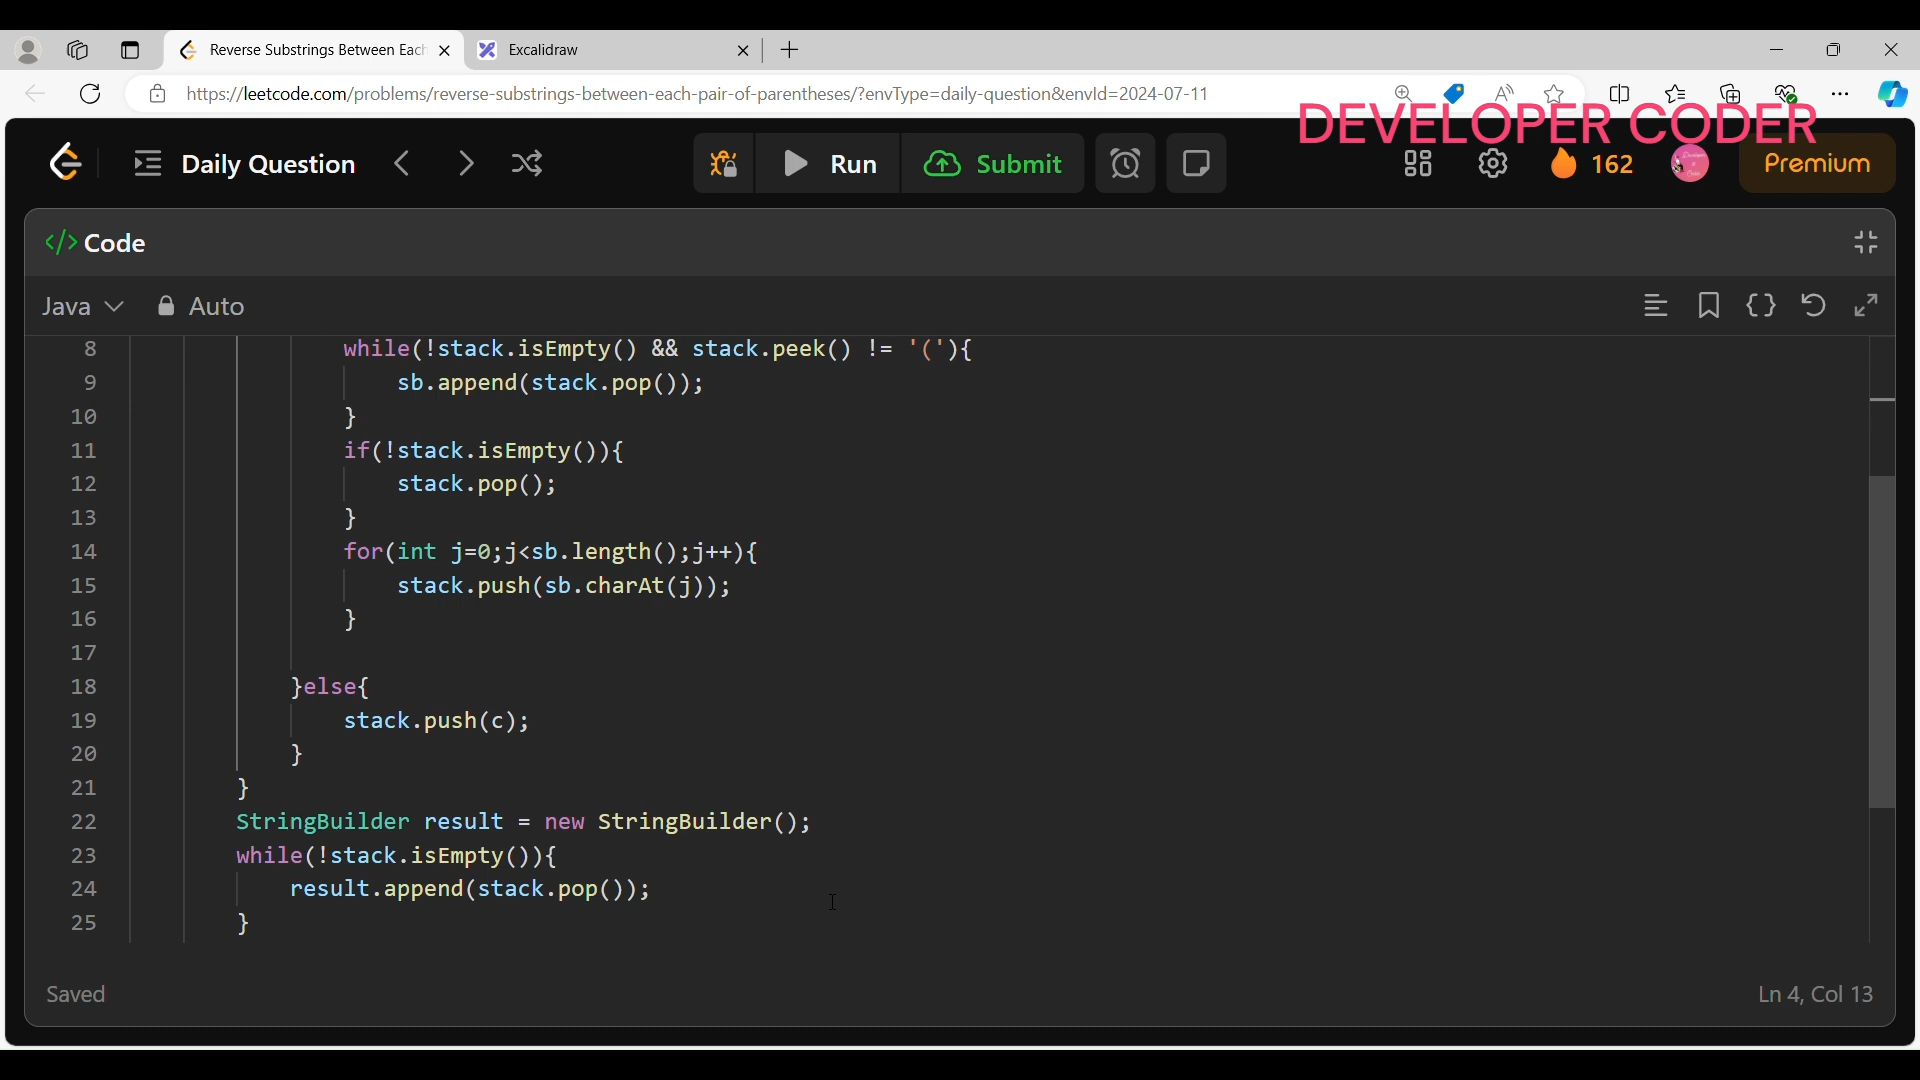 Reverse Substrings Between Each
Excalidraw
https://leetcode.com/problems/reverse-substrings-between-each-pair-of-parentheses/?envType=daily-question&envId=2024-07-11
DEVELOPER CODER
Daily Question
Run
Submit
162
Premium
</> Code
Java
Auto
8 while(!stack.isEmpty() && stack.peek() != '('){
9 sb.append(stack.pop());
10 }
11 if(!stack.isEmpty()){
12 stack.pop();
13 }
14 for(int j=0;j<sb.length();j++){
15 stack.push(sb.charAt(j));
16 }
17
18 }else{
19 stack.push(c);
20 }
21 }
22 StringBuilder result = new StringBuilder();
23 while(!stack.isEmpty()){
24 result.append(stack.pop());
25 }
Saved
Ln 4, Col 13